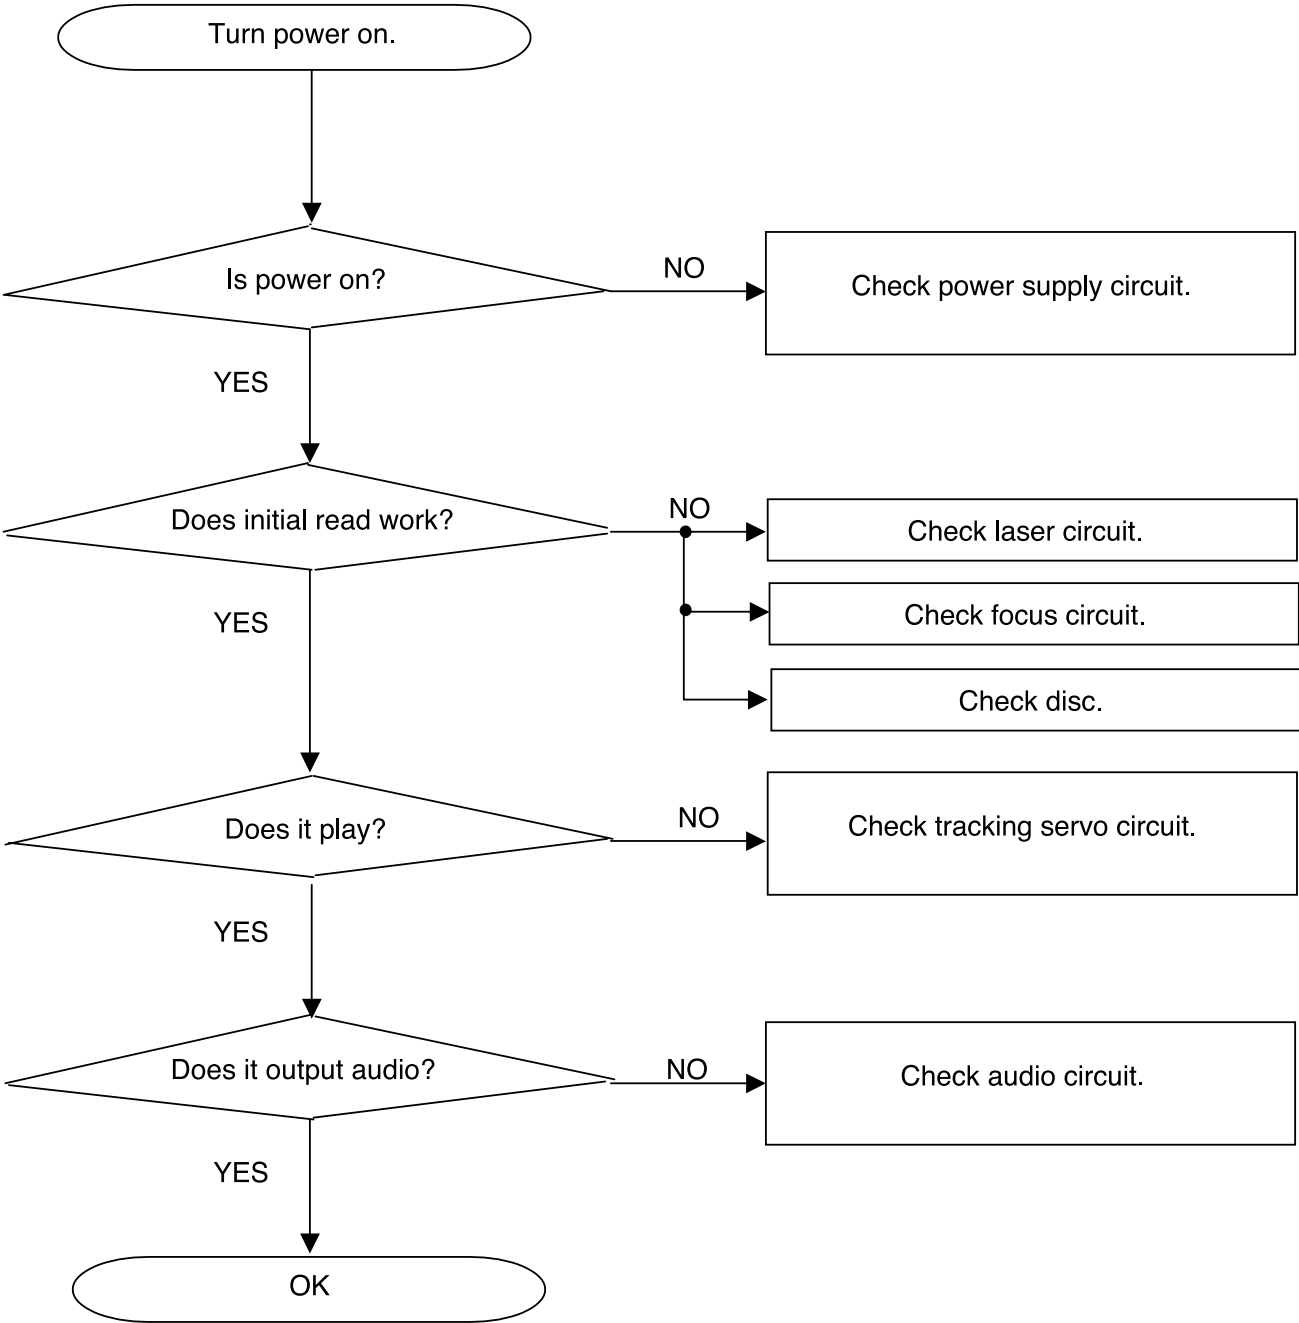 Turn power on.
Is power on?
NO
Check power supply circuit.
YES
Does initial read work?
NO
Check laser circuit.
Check focus circuit.
Check disc.
YES
Does it play?
NO
Check tracking servo circuit.
YES
Does it output audio?
NO
Check audio circuit.
YES
OK